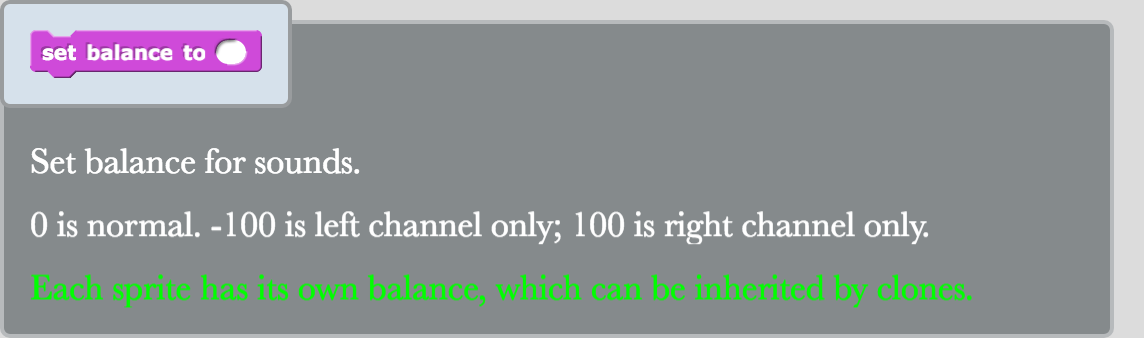 set balance to
Set balance for sounds.
0 is normal. -100 is left channel only; 100 is right channel only.
Each sprite has its own balance, which can be inherited by clones.